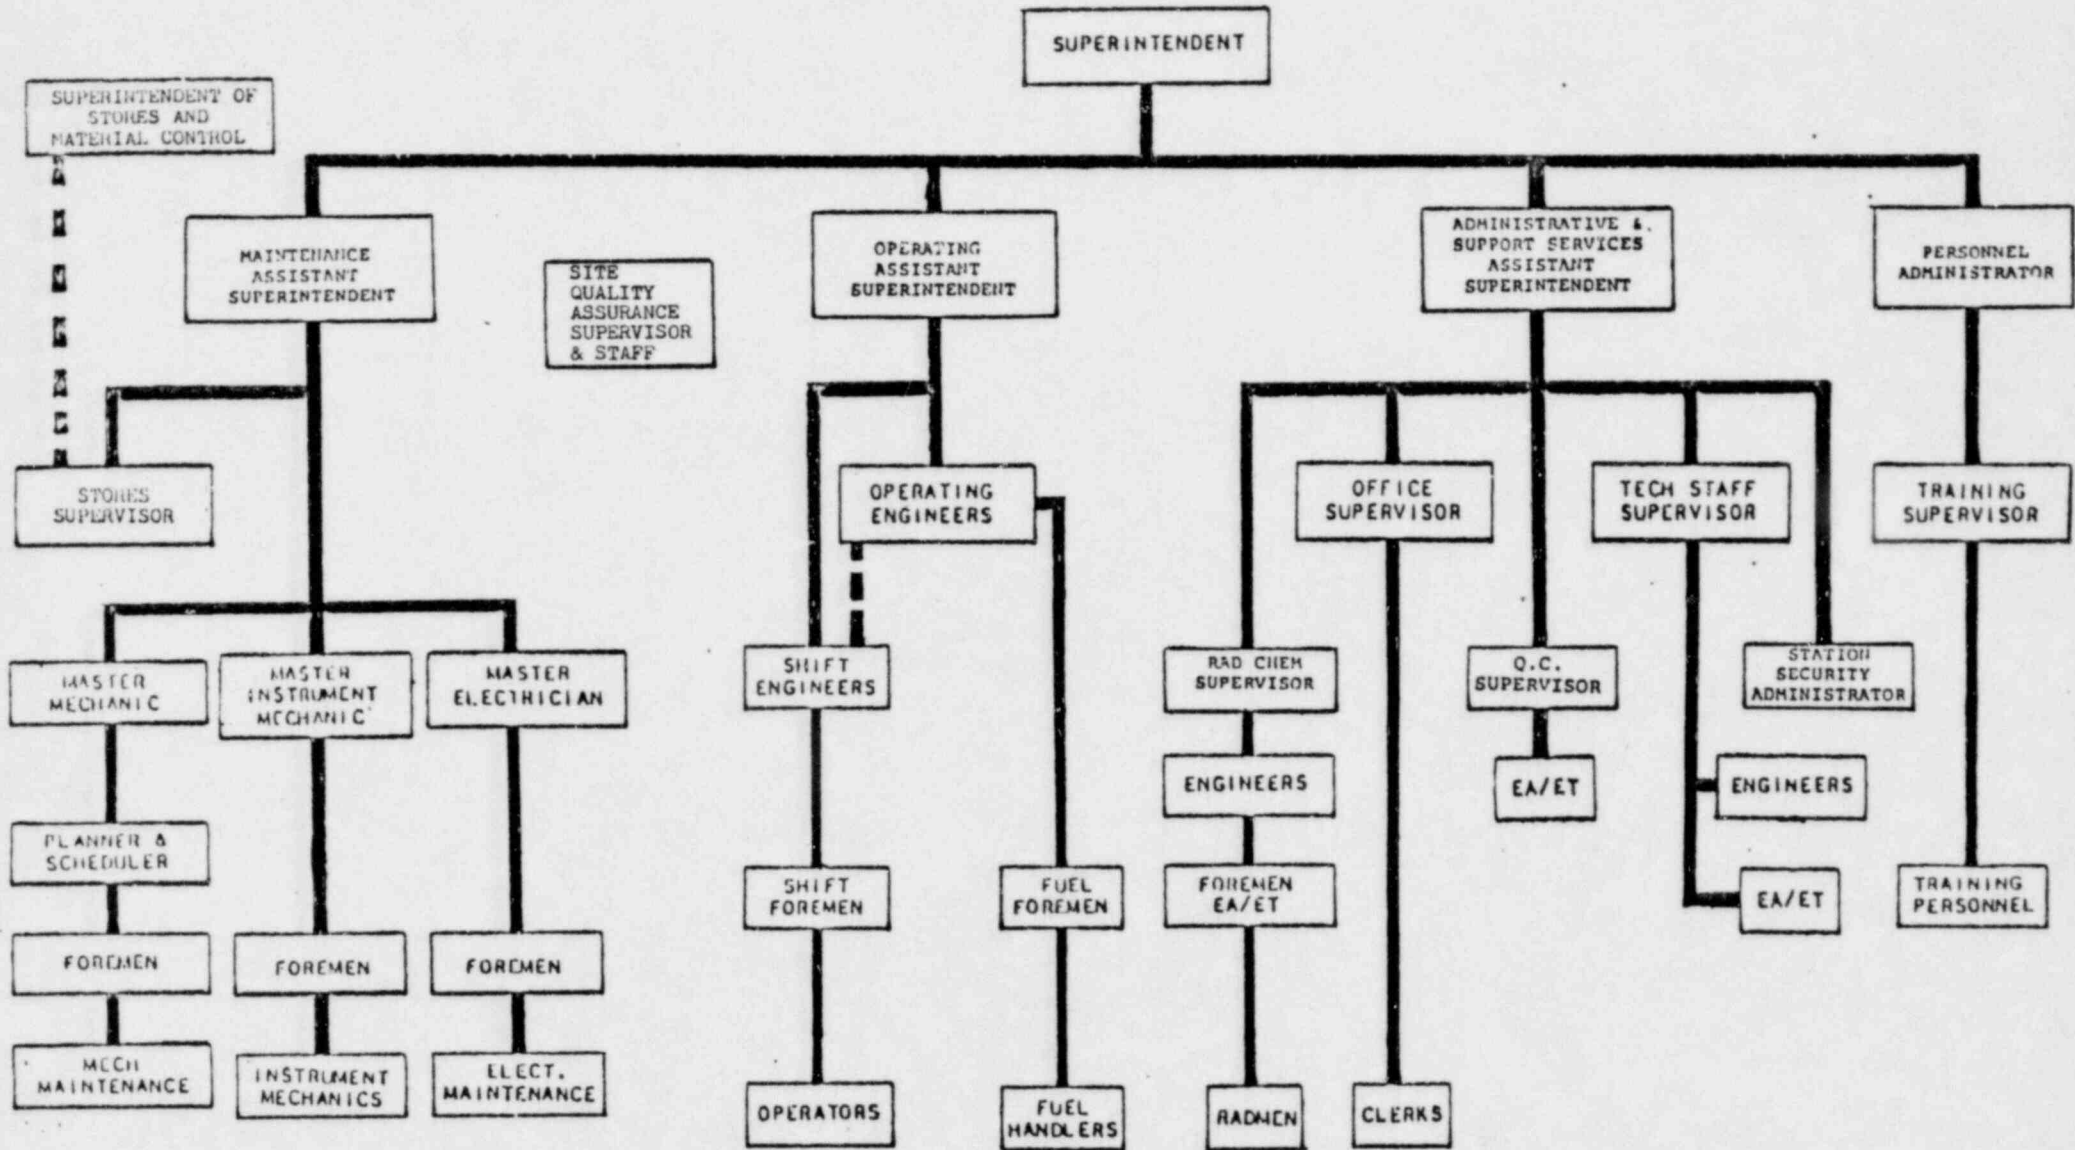 SUPERINTENDENT
SUPERINTENDENT OF
STORES AND
MATERIAL CONTROL
MAINTENANCE
ASSISTANT
SUPERINTENDENT
SITE
QUALITY
ASSURANCE
SUPERVISOR
& STAFF
OPERATING
ASSISTANT
SUPERINTENDENT
ADMINISTRATIVE &
SUPPORT SERVICES
ASSISTANT
SUPERINTENDENT
PERSONNEL
ADMINISTRATOR
STORES
SUPERVISOR
OPERATING
ENGINEERS
OFFICE
SUPERVISOR
TECH STAFF
SUPERVISOR
TRAINING
SUPERVISOR
MASTER
MECHANIC
MASTER
INSTRUMENT
MECHANIC
MASTER
ELECTRICIAN
SHIFT
ENGINEERS
RAD CHEM
SUPERVISOR
Q.C.
SUPERVISOR
STATION
SECURITY
ADMINISTRATOR
PLANNER &
SCHEDULER
ENGINEERS
EA/ET
ENGINEERS
SHIFT
FOREMEN
FUEL
FOREMEN
FOREMEN
EA/ET
EA/ET
TRAINING
PERSONNEL
FOREMEN
FOREMEN
FOREMEN
MECH
MAINTENANCE
INSTRUMENT
MECHANICS
ELECT.
MAINTENANCE
OPERATORS
FUEL
HANDLERS
RADMEN
CLERKS